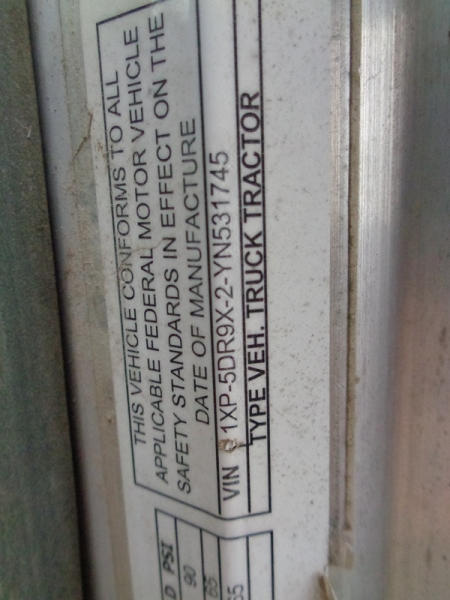 THIS VEHICLE CONFORMS TO ALL
APPLICABLE FEDERAL MOTOR VEHICLE
SAFETY STANDARDS IN EFFECT ON THE
DATE OF MANUFACTURE
VIN 1XP-5DR9X-2-YN531745
TYPE VEH. TRUCK TRACTOR
PSI
90